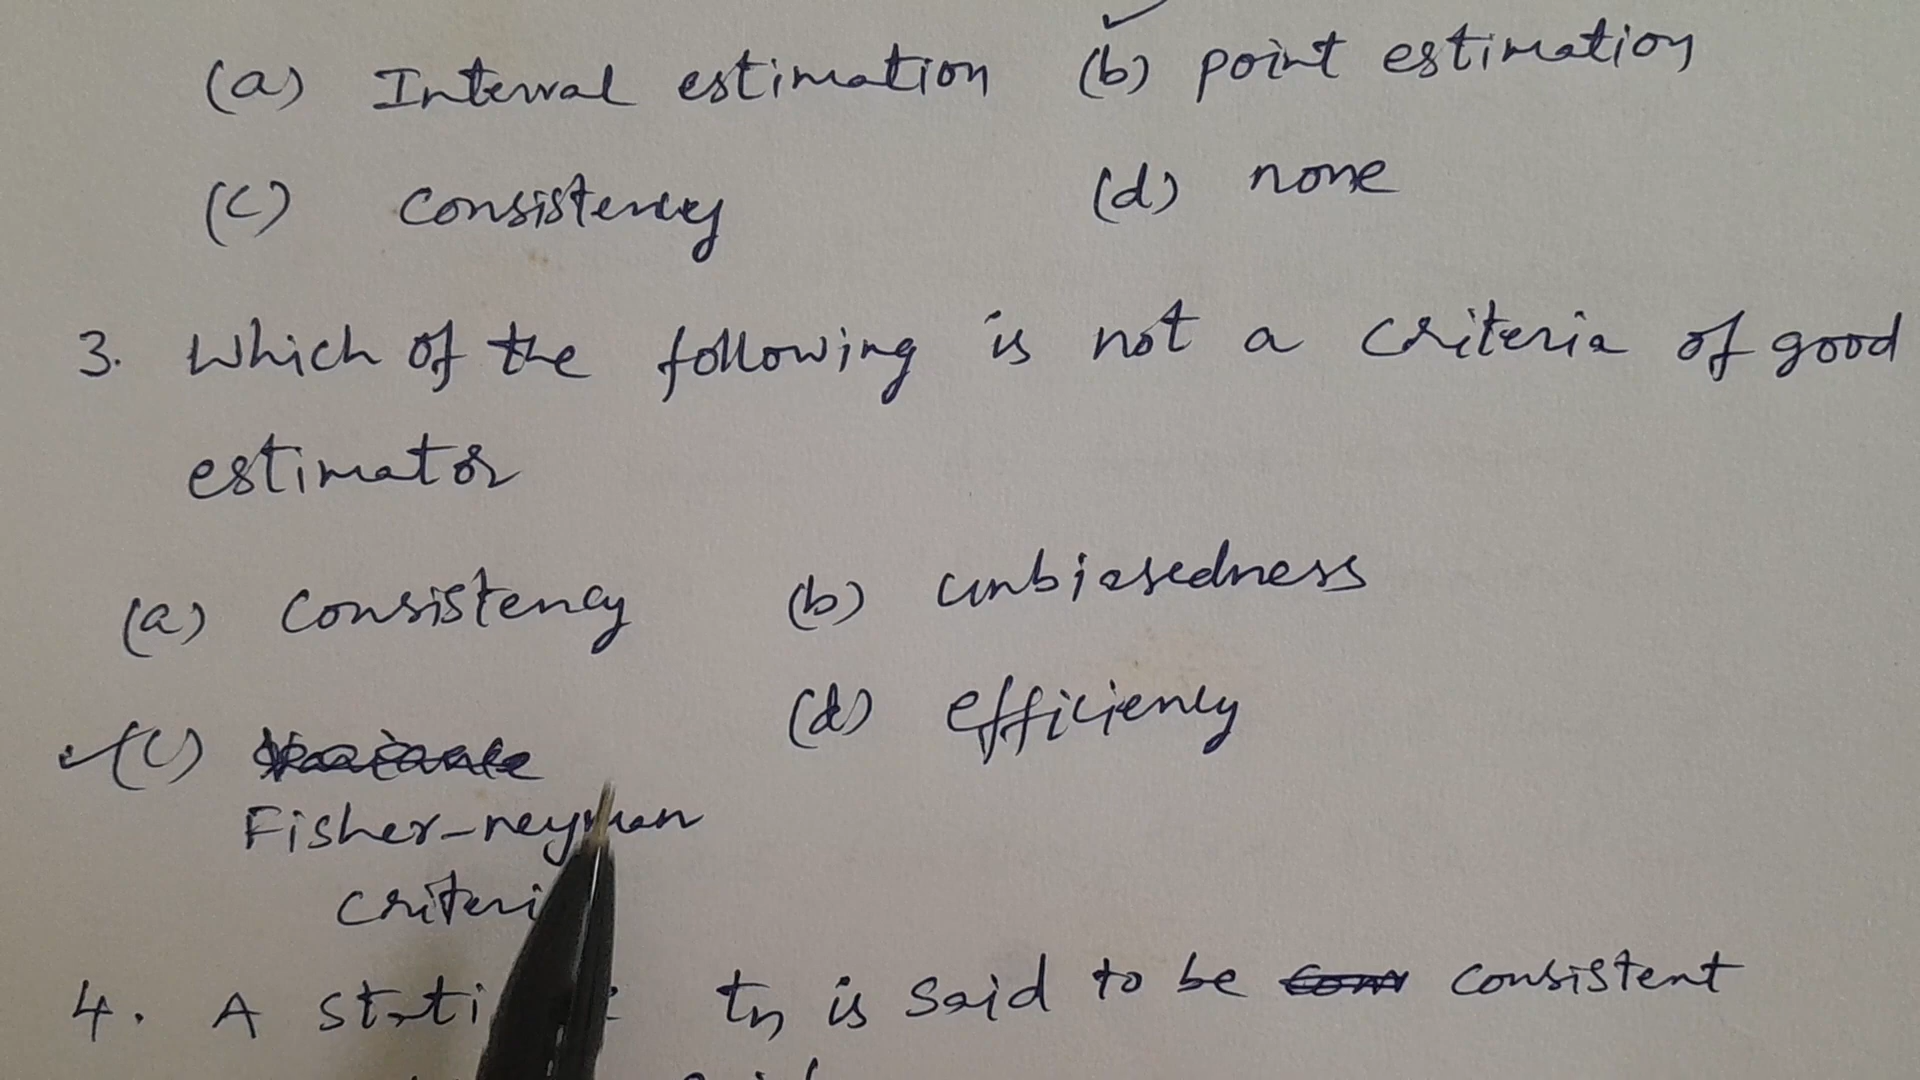 (a) Interval estimation (b) point estimation
(c) consistency (d) none
3. Which of the following is not a criteria of good
estimator
(a) Consistency (b) unbiasedness
(c) (d) efficiency
Fisher-neyman
criteri
4. A tn is said to be consistent